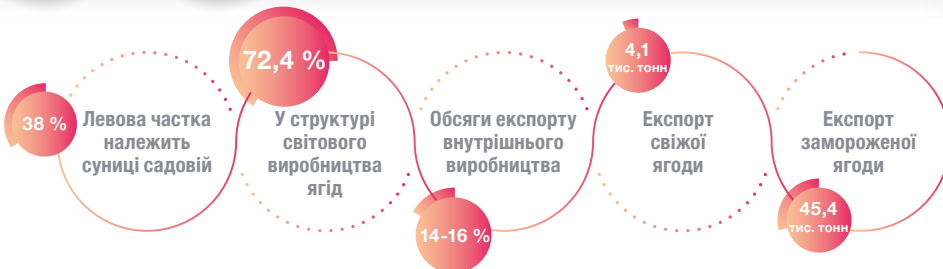 38 %
Левова частка
належить
суниці садовій
72,4 %
У структурі
світового
виробництва
ягід
Обсяги експорту
внутрішнього
виробництва
14-16 %
4,1
тис. тонн
Експорт
свіжої
ягоди
Експорт
замороженої
ягоди
45,4
тис. тонн